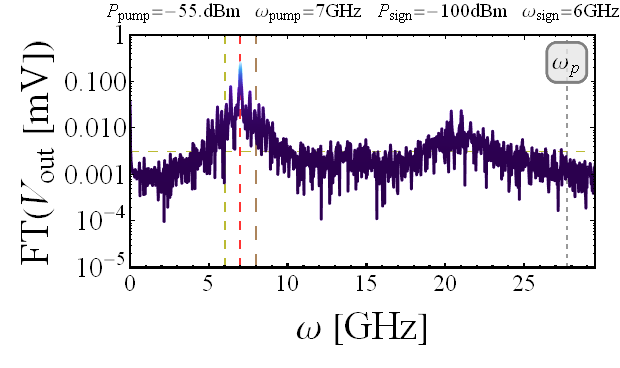 P_pump=−55.dBm ω_pump=7GHz P_sign=−100dBm ω_sign=6GHz
1
0.100
0.010
0.001
10⁻⁴
10⁻⁵
FT(V_out [mV])
ω_p
0 5 10 15 20 25
ω [GHz]